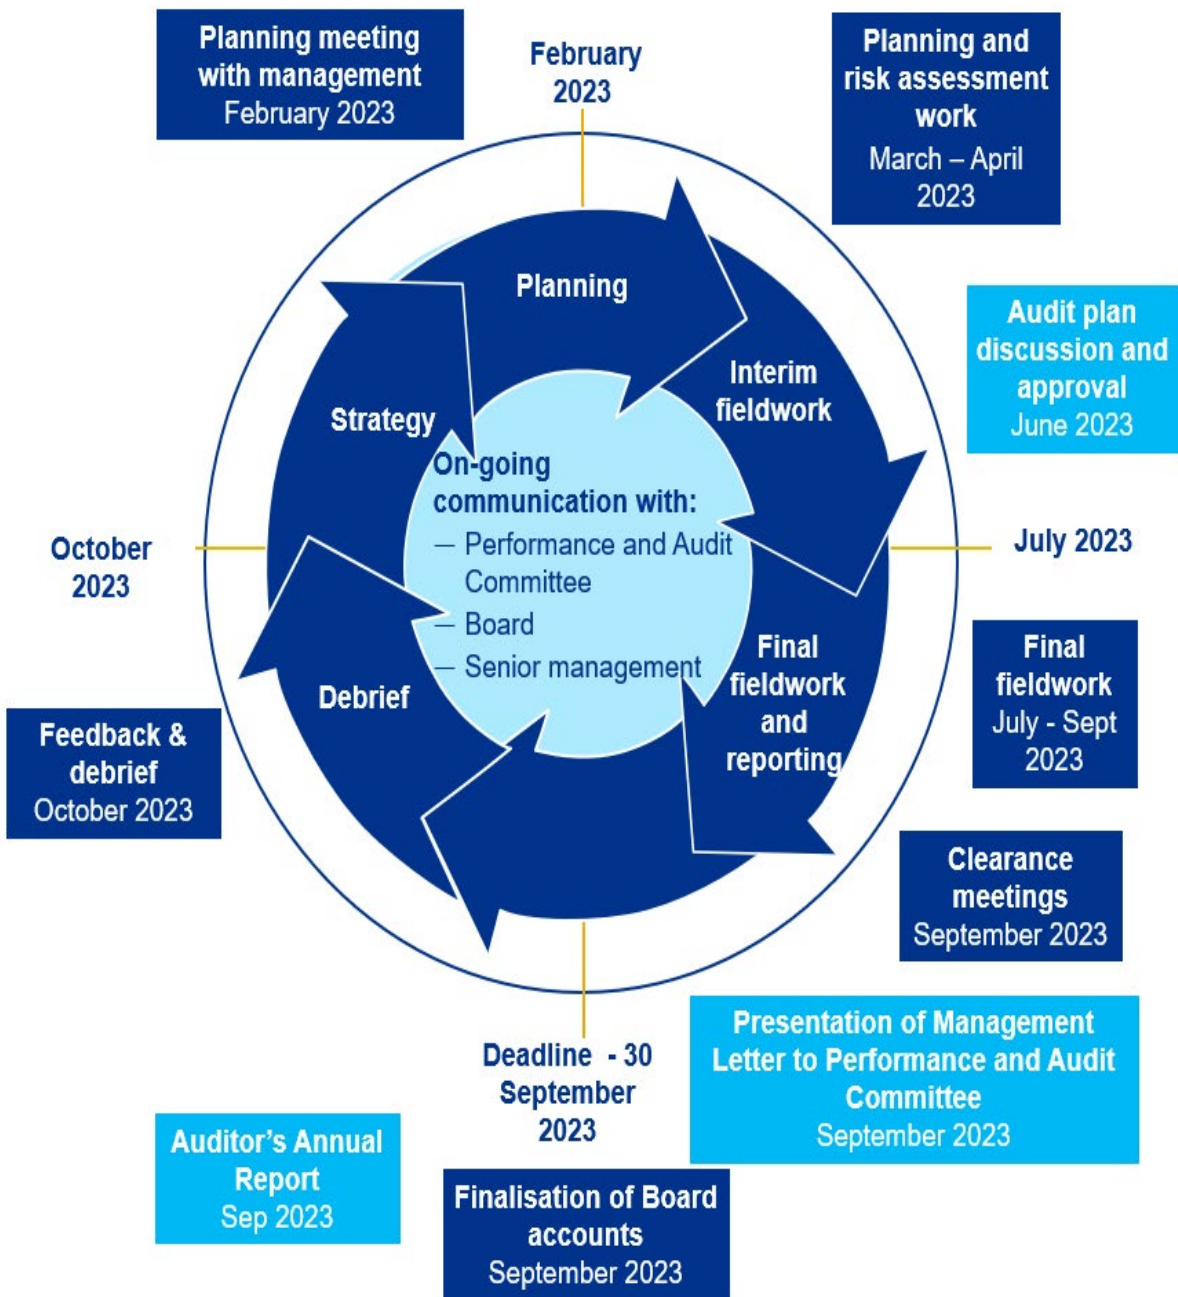 Planning meeting
with management
February 2023
February
2023
Planning and
risk assessment
work
March – April
2023
Planning
Audit plan
discussion and
approval
June 2023
Interim
fieldwork
Strategy
On-going
communication with:
— Performance and Audit
Committee
— Board
— Senior management
October
2023
July 2023
Final
fieldwork
and
reporting
Final
fieldwork
July - Sept
2023
Debrief
Feedback &
debrief
October 2023
Clearance
meetings
September 2023
Presentation of Management
Letter to Performance and Audit
Committee
September 2023
Deadline - 30
September
2023
Auditor’s Annual
Report
Sep 2023
Finalisation of Board
accounts
September 2023